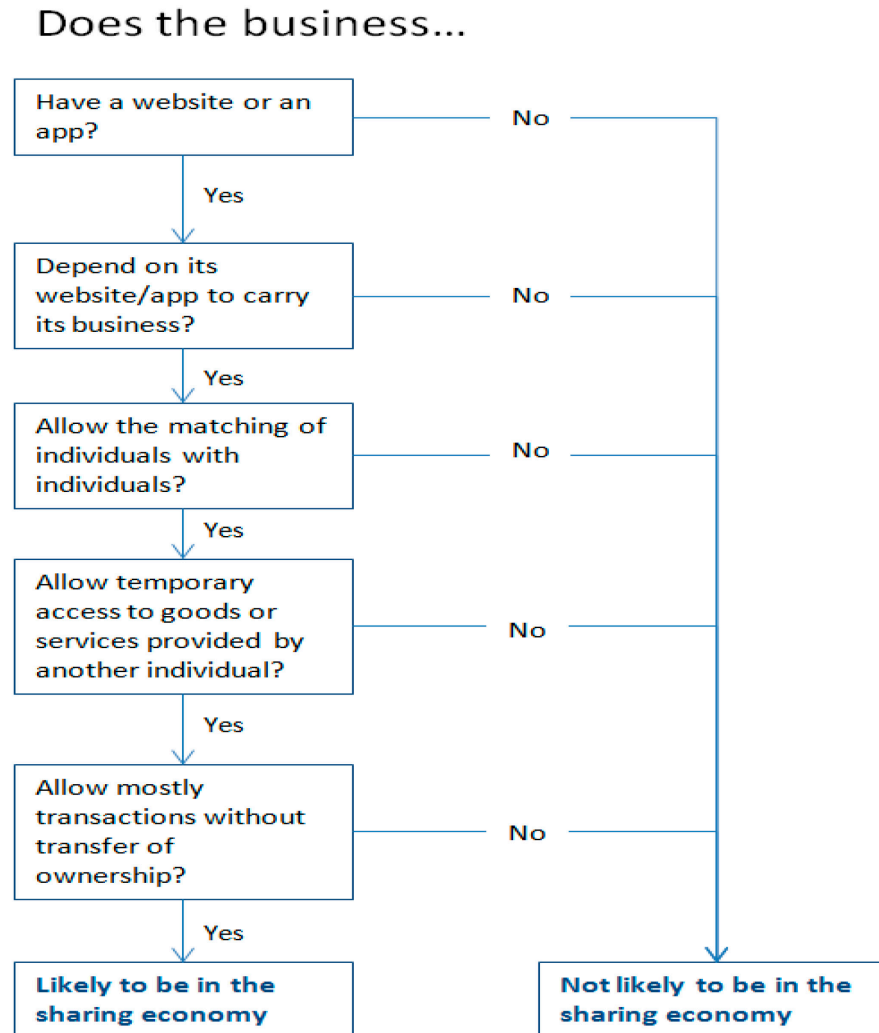 Does the business...
Have a website or an
app?
No
Yes
Depend on its
website/app to carry
its business?
No
Yes
Allow the matching of
individuals with
individuals?
No
Yes
Allow temporary
access to goods or
services provided by
another individual?
No
Yes
Allow mostly
transactions without
transfer of
ownership?
No
Yes
Likely to be in the
sharing economy
Not likely to be in the
sharing economy